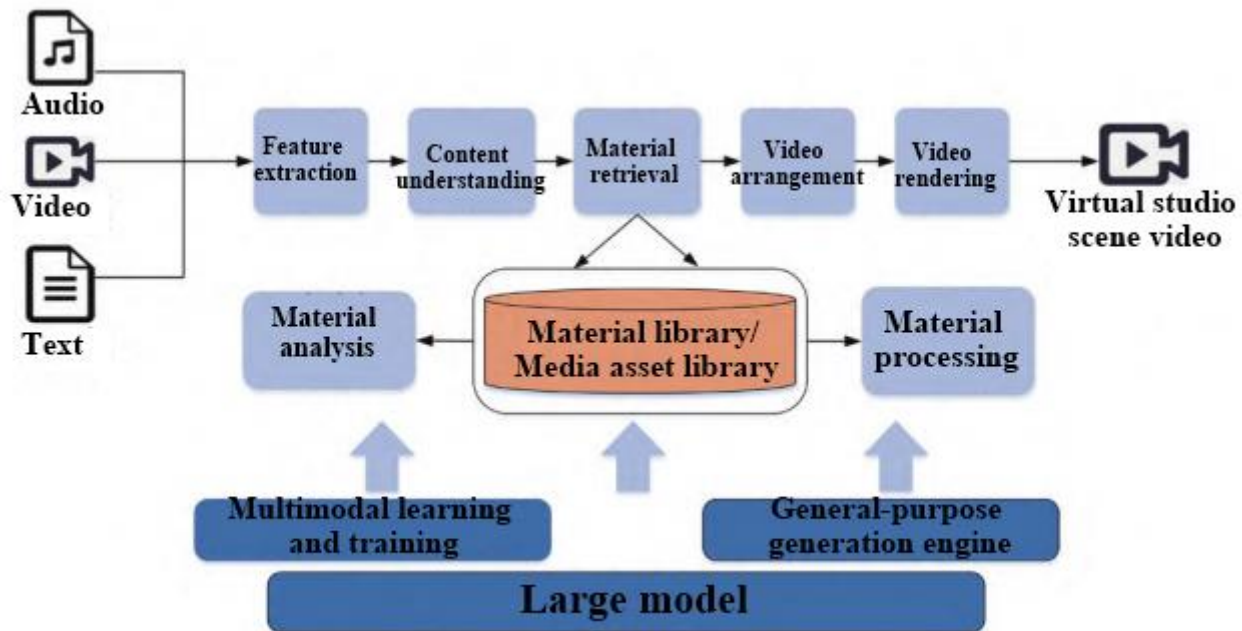 Audio
Video
Text
Feature
extraction
Content
understanding
Material
retrieval
Video
arrangement
Video
rendering
Virtual studio
scene video
Material
analysis
Material library/
Media asset library
Material
processing
Multimodal learning
and training
General-purpose
generation engine
Large model